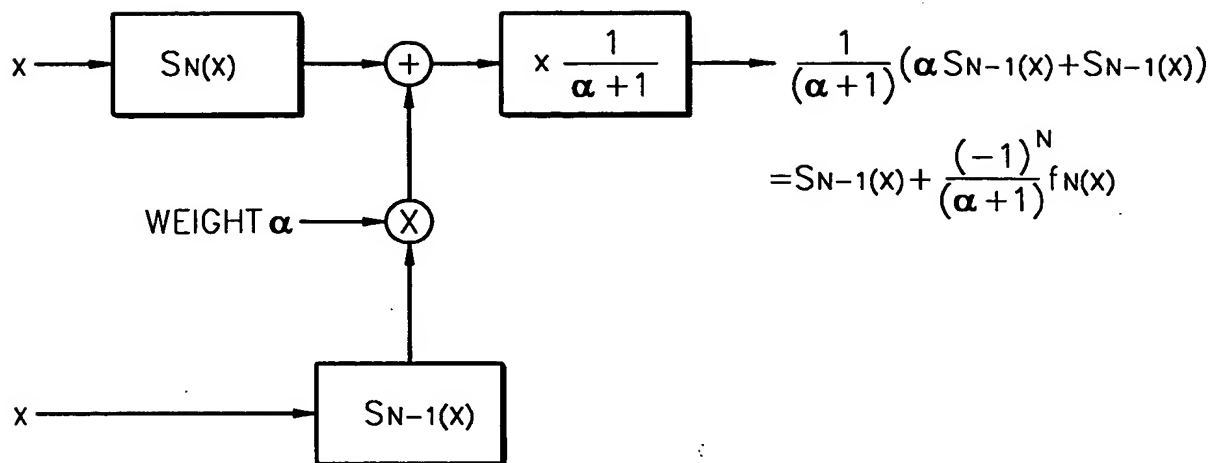 x
SN(x)
+
x 1/(α+1)
1/(α+1) (αSN-1(x)+SN-1(x))
=SN-1(x)+(-1)^N/(α+1) fN(x)
WEIGHT α
X
x
SN-1(x)